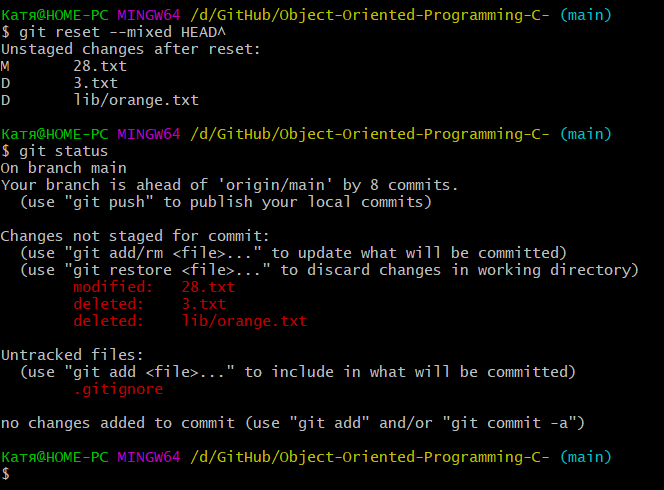 Катя@HOME-PC MINGW64 /d/GitHub/Object-Oriented-Programming-C- (main)
$ git reset --mixed HEAD^
Unstaged changes after reset:
M       28.txt
D       3.txt
D       lib/orange.txt
Катя@HOME-PC MINGW64 /d/GitHub/Object-Oriented-Programming-C- (main)
$ git status
On branch main
Your branch is ahead of 'origin/main' by 8 commits.
  (use "git push" to publish your local commits)
Changes not staged for commit:
  (use "git add/rm <file>..." to update what will be committed)
  (use "git restore <file>..." to discard changes in working directory)
        modified:   28.txt
        deleted:    3.txt
        deleted:    lib/orange.txt
Untracked files:
  (use "git add <file>..." to include in what will be committed)
        .gitignore
no changes added to commit (use "git add" and/or "git commit -a")
Катя@HOME-PC MINGW64 /d/GitHub/Object-Oriented-Programming-C- (main)
$